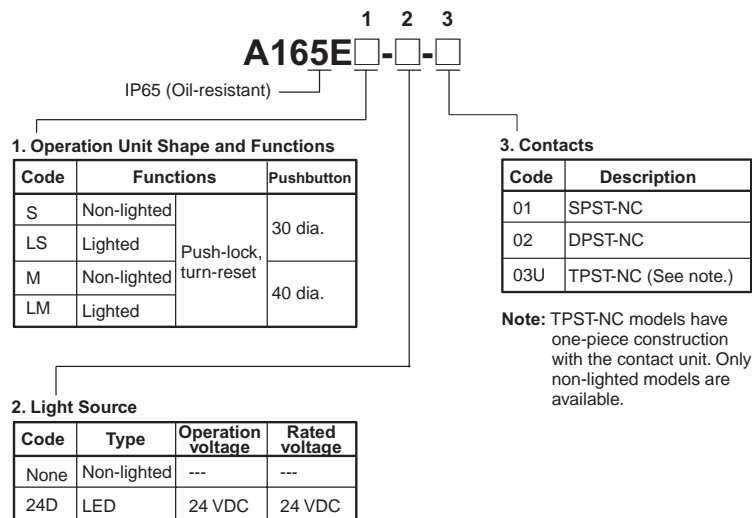 1 2 3
A165E□-□-□
IP65 (Oil-resistant)
1. Operation Unit Shape and Functions
Code Functions Pushbutton
S Non-lighted Push-lock, turn-reset 30 dia.
LS Lighted
M Non-lighted 40 dia.
LM Lighted
2. Light Source
Code Type Operation voltage Rated voltage
None Non-lighted --- ---
24D LED 24 VDC 24 VDC
3. Contacts
Code Description
01 SPST-NC
02 DPST-NC
03U TPST-NC (See note.)
Note: TPST-NC models have
one-piece construction
with the contact unit. Only
non-lighted models are
available.